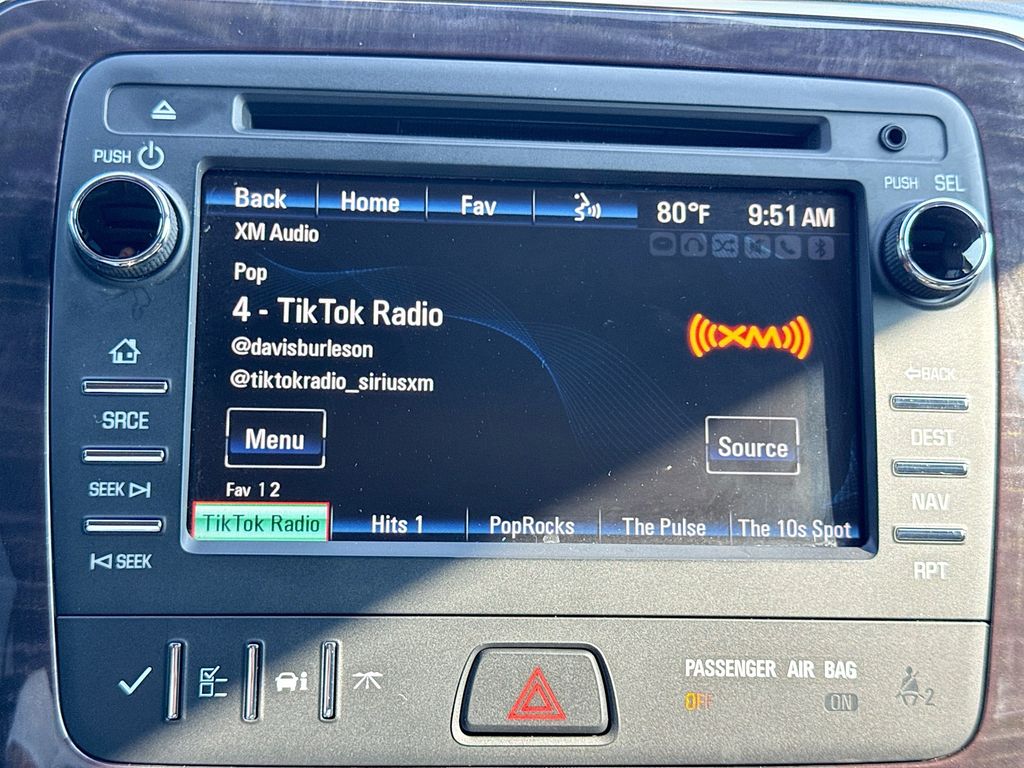 PUSH
PUSH SEL
Back Home Fav 80°F 9:51 AM
XM Audio
Pop
4 - TikTok Radio
@davisburleson
@tiktokradio_siriusxm
XM
Menu
Source
Fav 1 2
TikTok Radio Hits 1 PopRocks The Pulse The 10s Spot
SRCE
SEEK
SEEK
BACK
DEST
NAV
RPT
PASSENGER AIR BAG
OFF ON
2